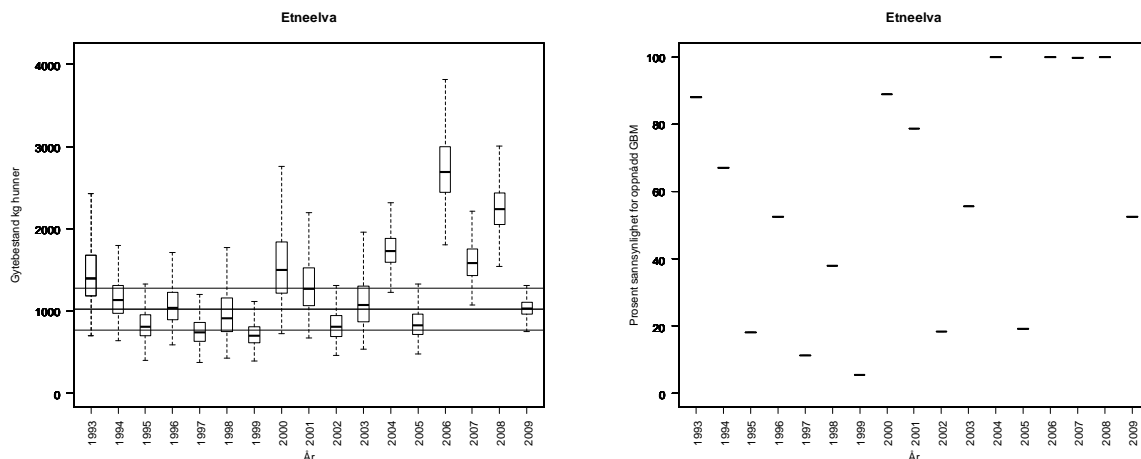 Etneelva
Gytebestand kg hunner
4000
3000
2000
1000
0
1993 1994 1995 1996 1997 1998 1999 2000 2001 2002 2003 2004 2005 2006 2007 2008 2009
År
Etneelva
Prosent sannsynlighet for oppnådd GBM
100
80
60
40
20
0
1993 1994 1995 1996 1997 1998 1999 2000 2001 2002 2003 2004 2005 2006 2007 2008 2009
År